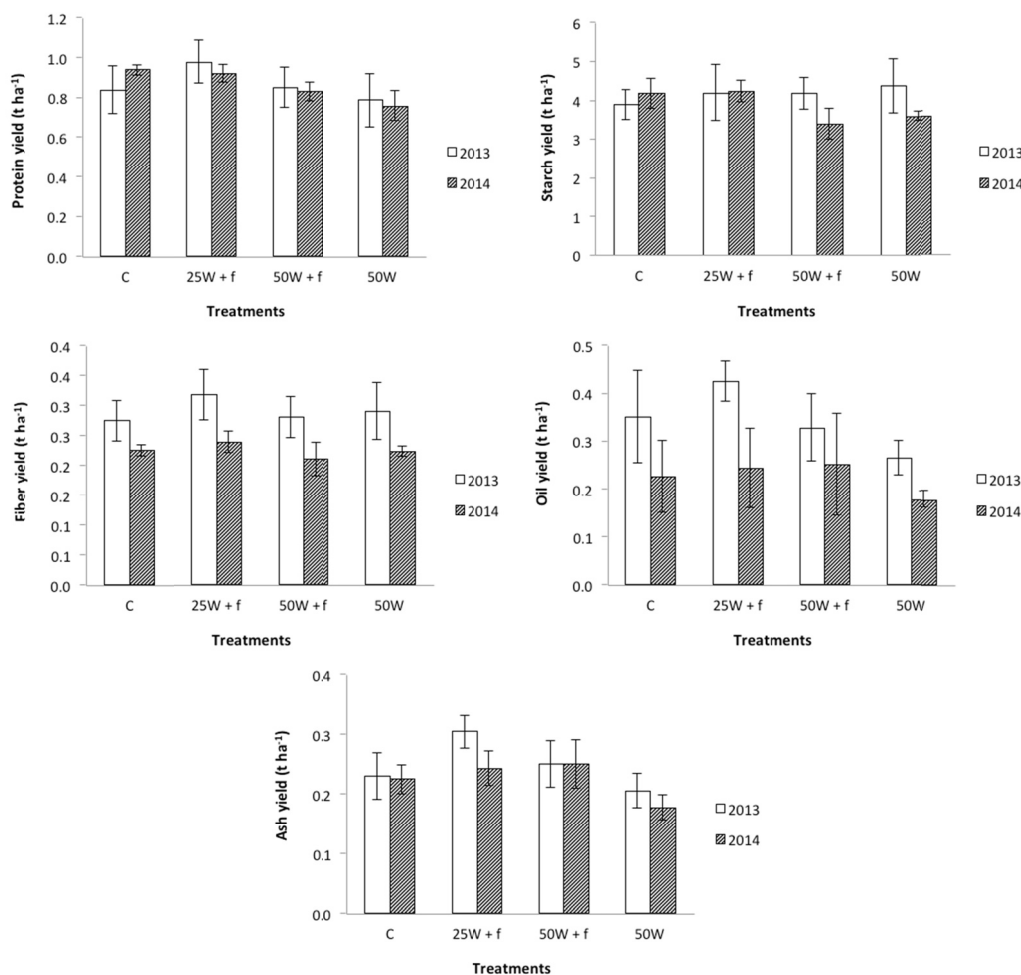 Protein yield (t ha⁻¹)
1.2
1.0
0.8
0.6
0.4
0.2
0.0
C 25W + f 50W + f 50W
Treatments
2013
2014
Starch yield (t ha⁻¹)
6
5
4
3
2
1
0
C 25W + f 50W + f 50W
Treatments
2013
2014
Fiber yield (t ha⁻¹)
0.4
0.4
0.3
0.3
0.2
0.2
0.1
0.1
0.0
C 25W + f 50W + f 50W
Treatments
2013
2014
Oil yield (t ha⁻¹)
0.5
0.4
0.3
0.2
0.1
0.0
C 25W + f 50W + f 50W
Treatments
2013
2014
Ash yield (t ha⁻¹)
0.4
0.3
0.2
0.1
0.0
C 25W + f 50W + f 50W
Treatments
2013
2014